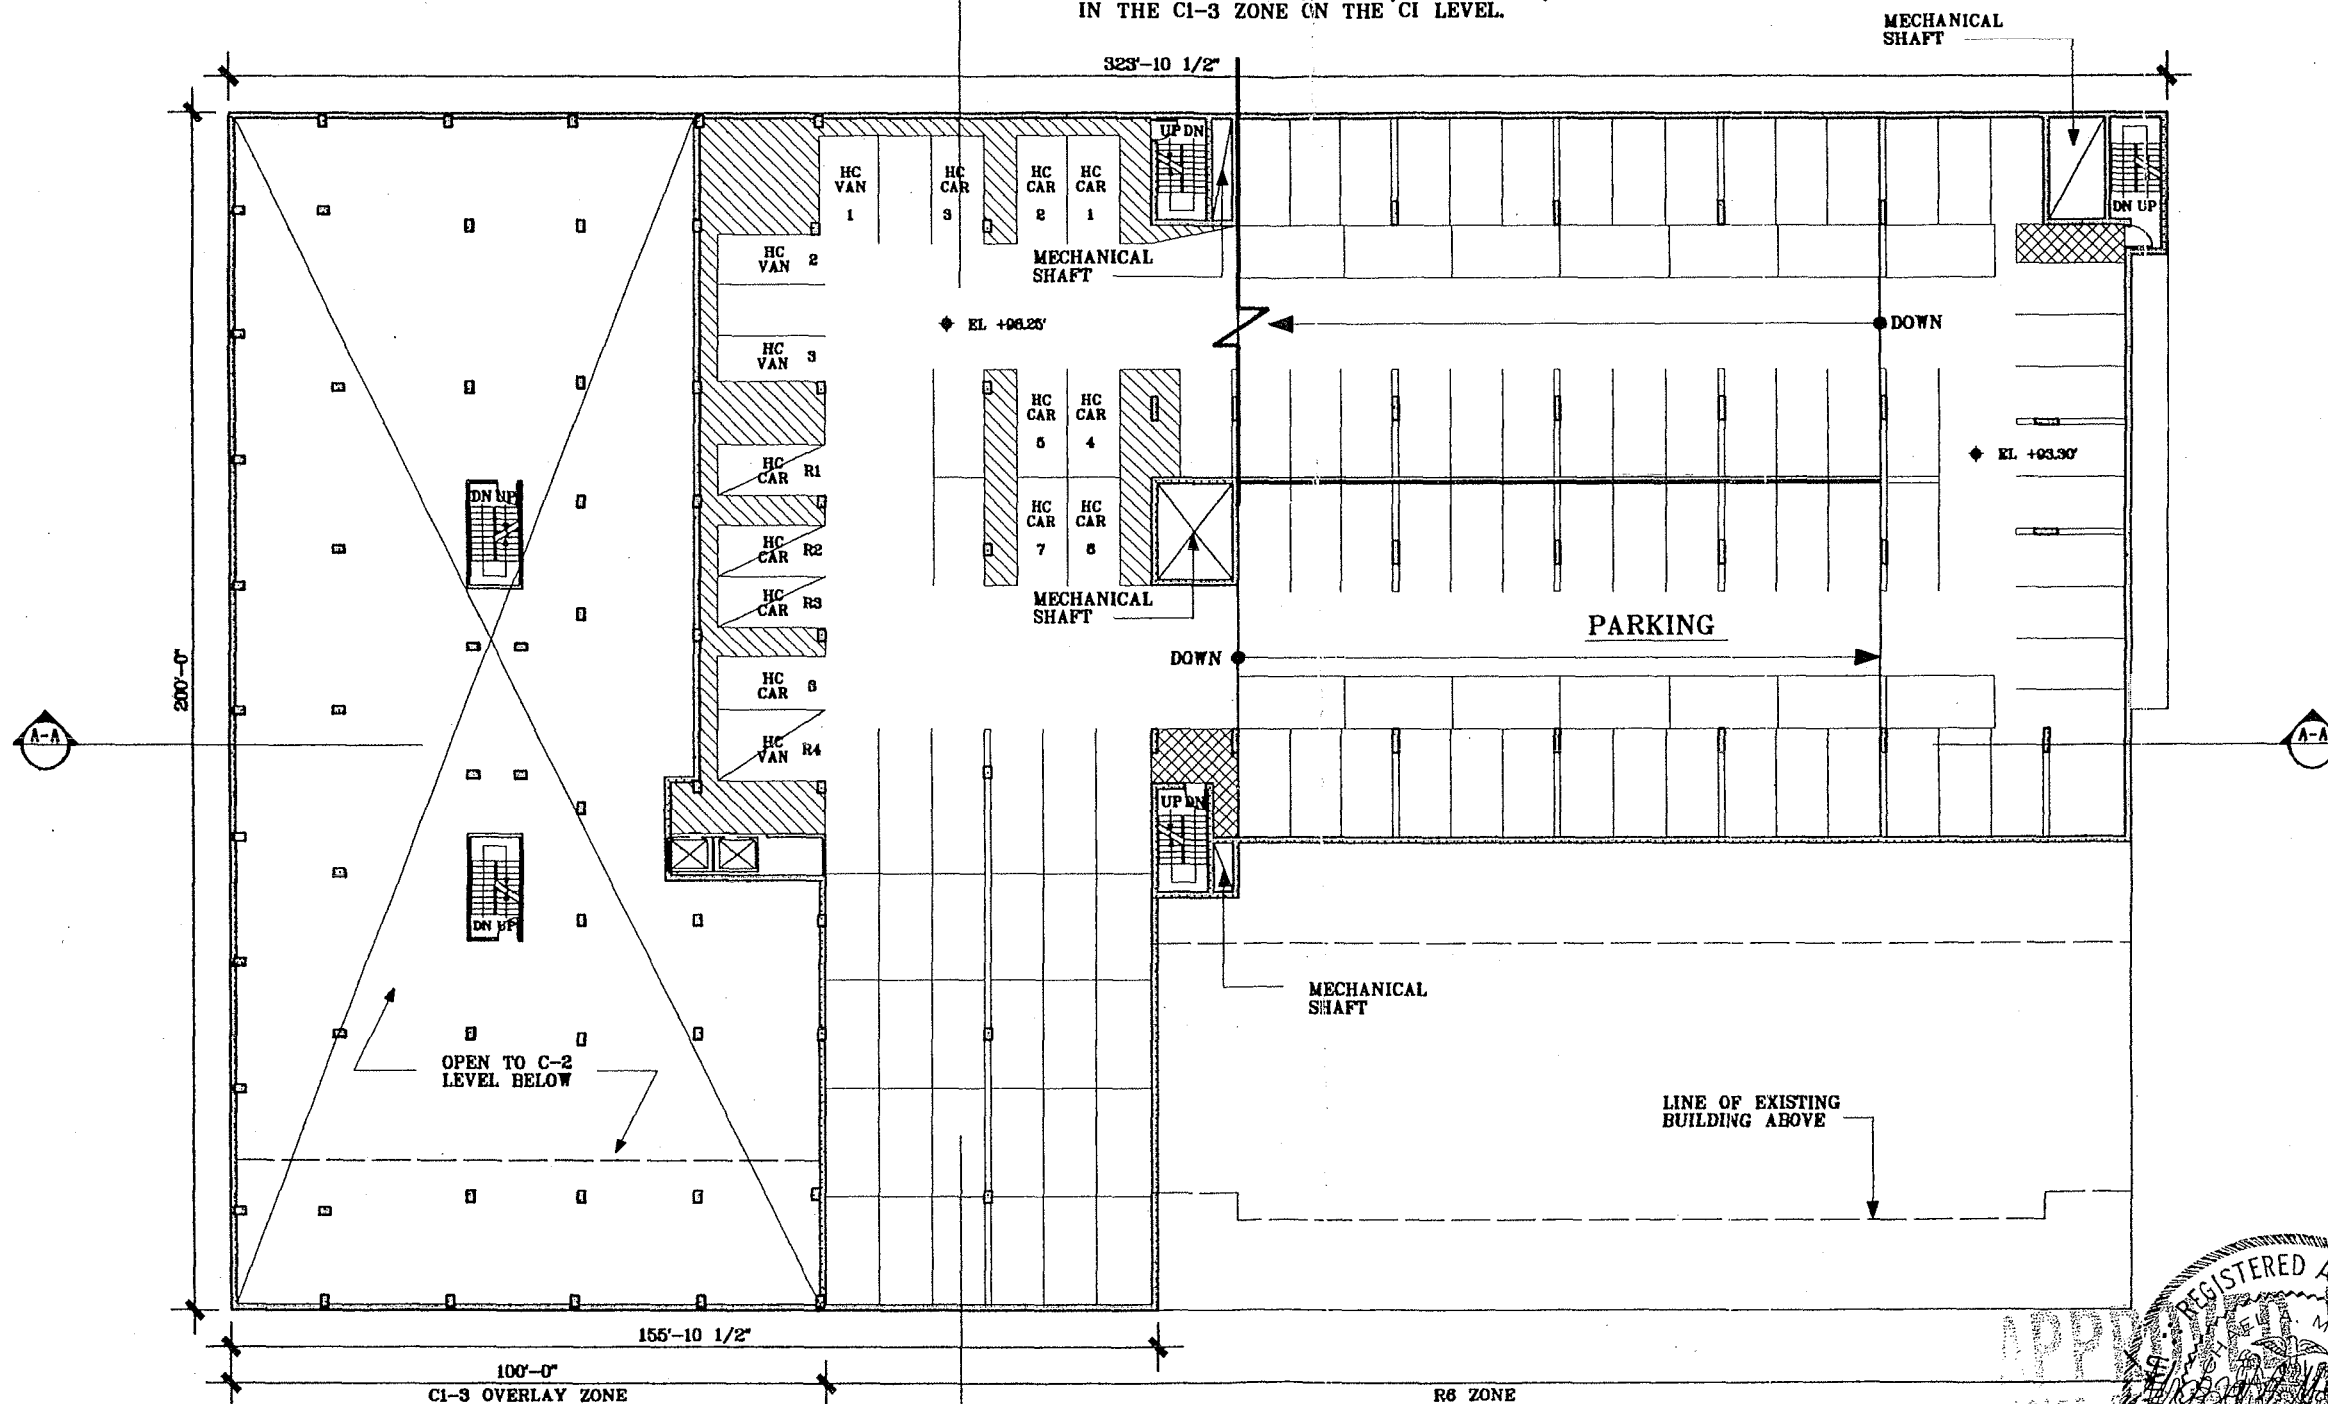 IN THE C1-3 ZONE ON THE CI LEVEL.
MECHANICAL
SHAFT
323'-10 1/2"
UP DN
HC
VAN
1
HC
CAR
3
HC
CAR
2
HC
CAR
1
DN UP
HC
VAN 2
MECHANICAL
SHAFT
EL +98.25'
DOWN
HC
VAN 3
HC
CAR
5
HC
CAR
4
EL +93.30'
HC
CAR R1
DN UP
HC
CAR
7
HC
CAR
HC
CAR R2
HC
CAR R3
MECHANICAL
SHAFT
PARKING
DOWN
200'-0"
HC
CAR
HC
VAN R4
A-A
A-A
UP DN
DN UP
MECHANICAL
SHAFT
OPEN TO C-2
LEVEL BELOW
LINE OF EXISTING
BUILDING ABOVE
155'-10 1/2"
100'-0"
C1-3 OVERLAY ZONE
R6 ZONE
REGISTERED
APPROVED